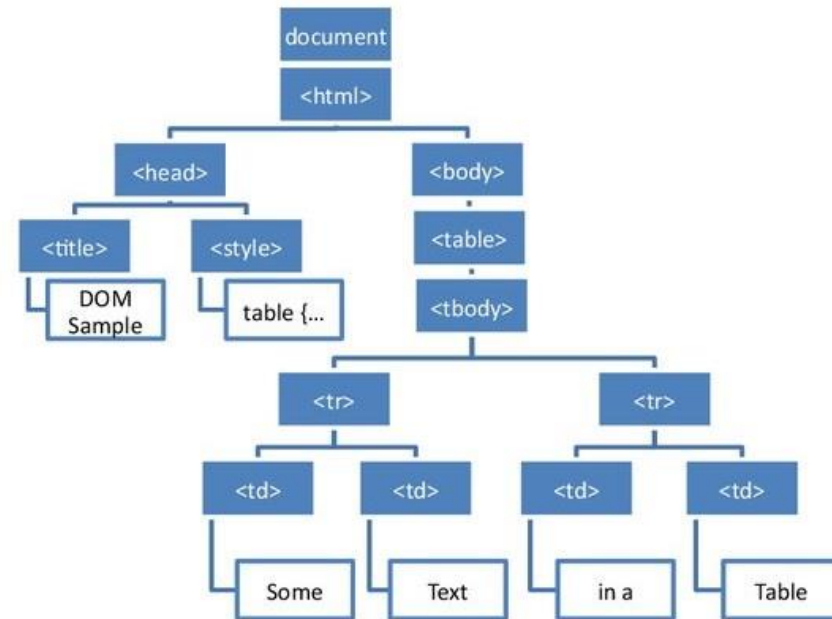 document
<html>
<head>
<body>
<title>
<style>
<table>
DOM
Sample
table {...
<tbody>
<tr>
<tr>
<td>
<td>
<td>
<td>
Some
Text
in a
Table